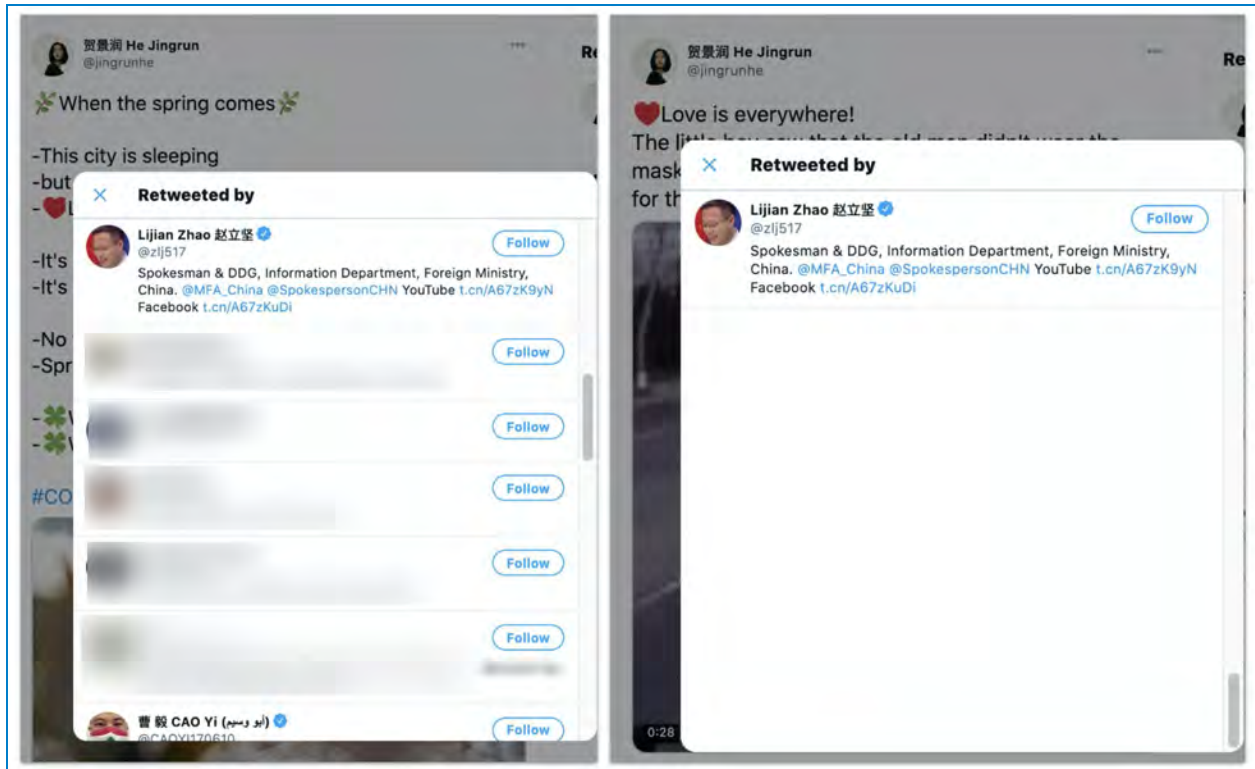 贺景润 He Jingrun
@jingrunhe
Re
When the spring comes
-This city is sleeping
-but
-
-It's
-It's
-No
-Spr
-
-
#CO
Retweeted by
Lijian Zhao 赵立坚
@zlj517
Follow
Spokesman & DDG, Information Department, Foreign Ministry,
China. @MFA_China @SpokespersonCHN YouTube t.cn/A67zK9yN
Facebook t.cn/A67zKuDi
Follow
Follow
Follow
Follow
Follow
曹 毅 CAO Yi (أبو وسيم)
@CAOYI170610
Follow
贺景润 He Jingrun
@jingrunhe
Re
Love is everywhere!
The little boy saw that the old man didn't wear the
mask
for th
Retweeted by
Lijian Zhao 赵立坚
@zlj517
Follow
Spokesman & DDG, Information Department, Foreign Ministry,
China. @MFA_China @SpokespersonCHN YouTube t.cn/A67zK9yN
Facebook t.cn/A67zKuDi
0:28